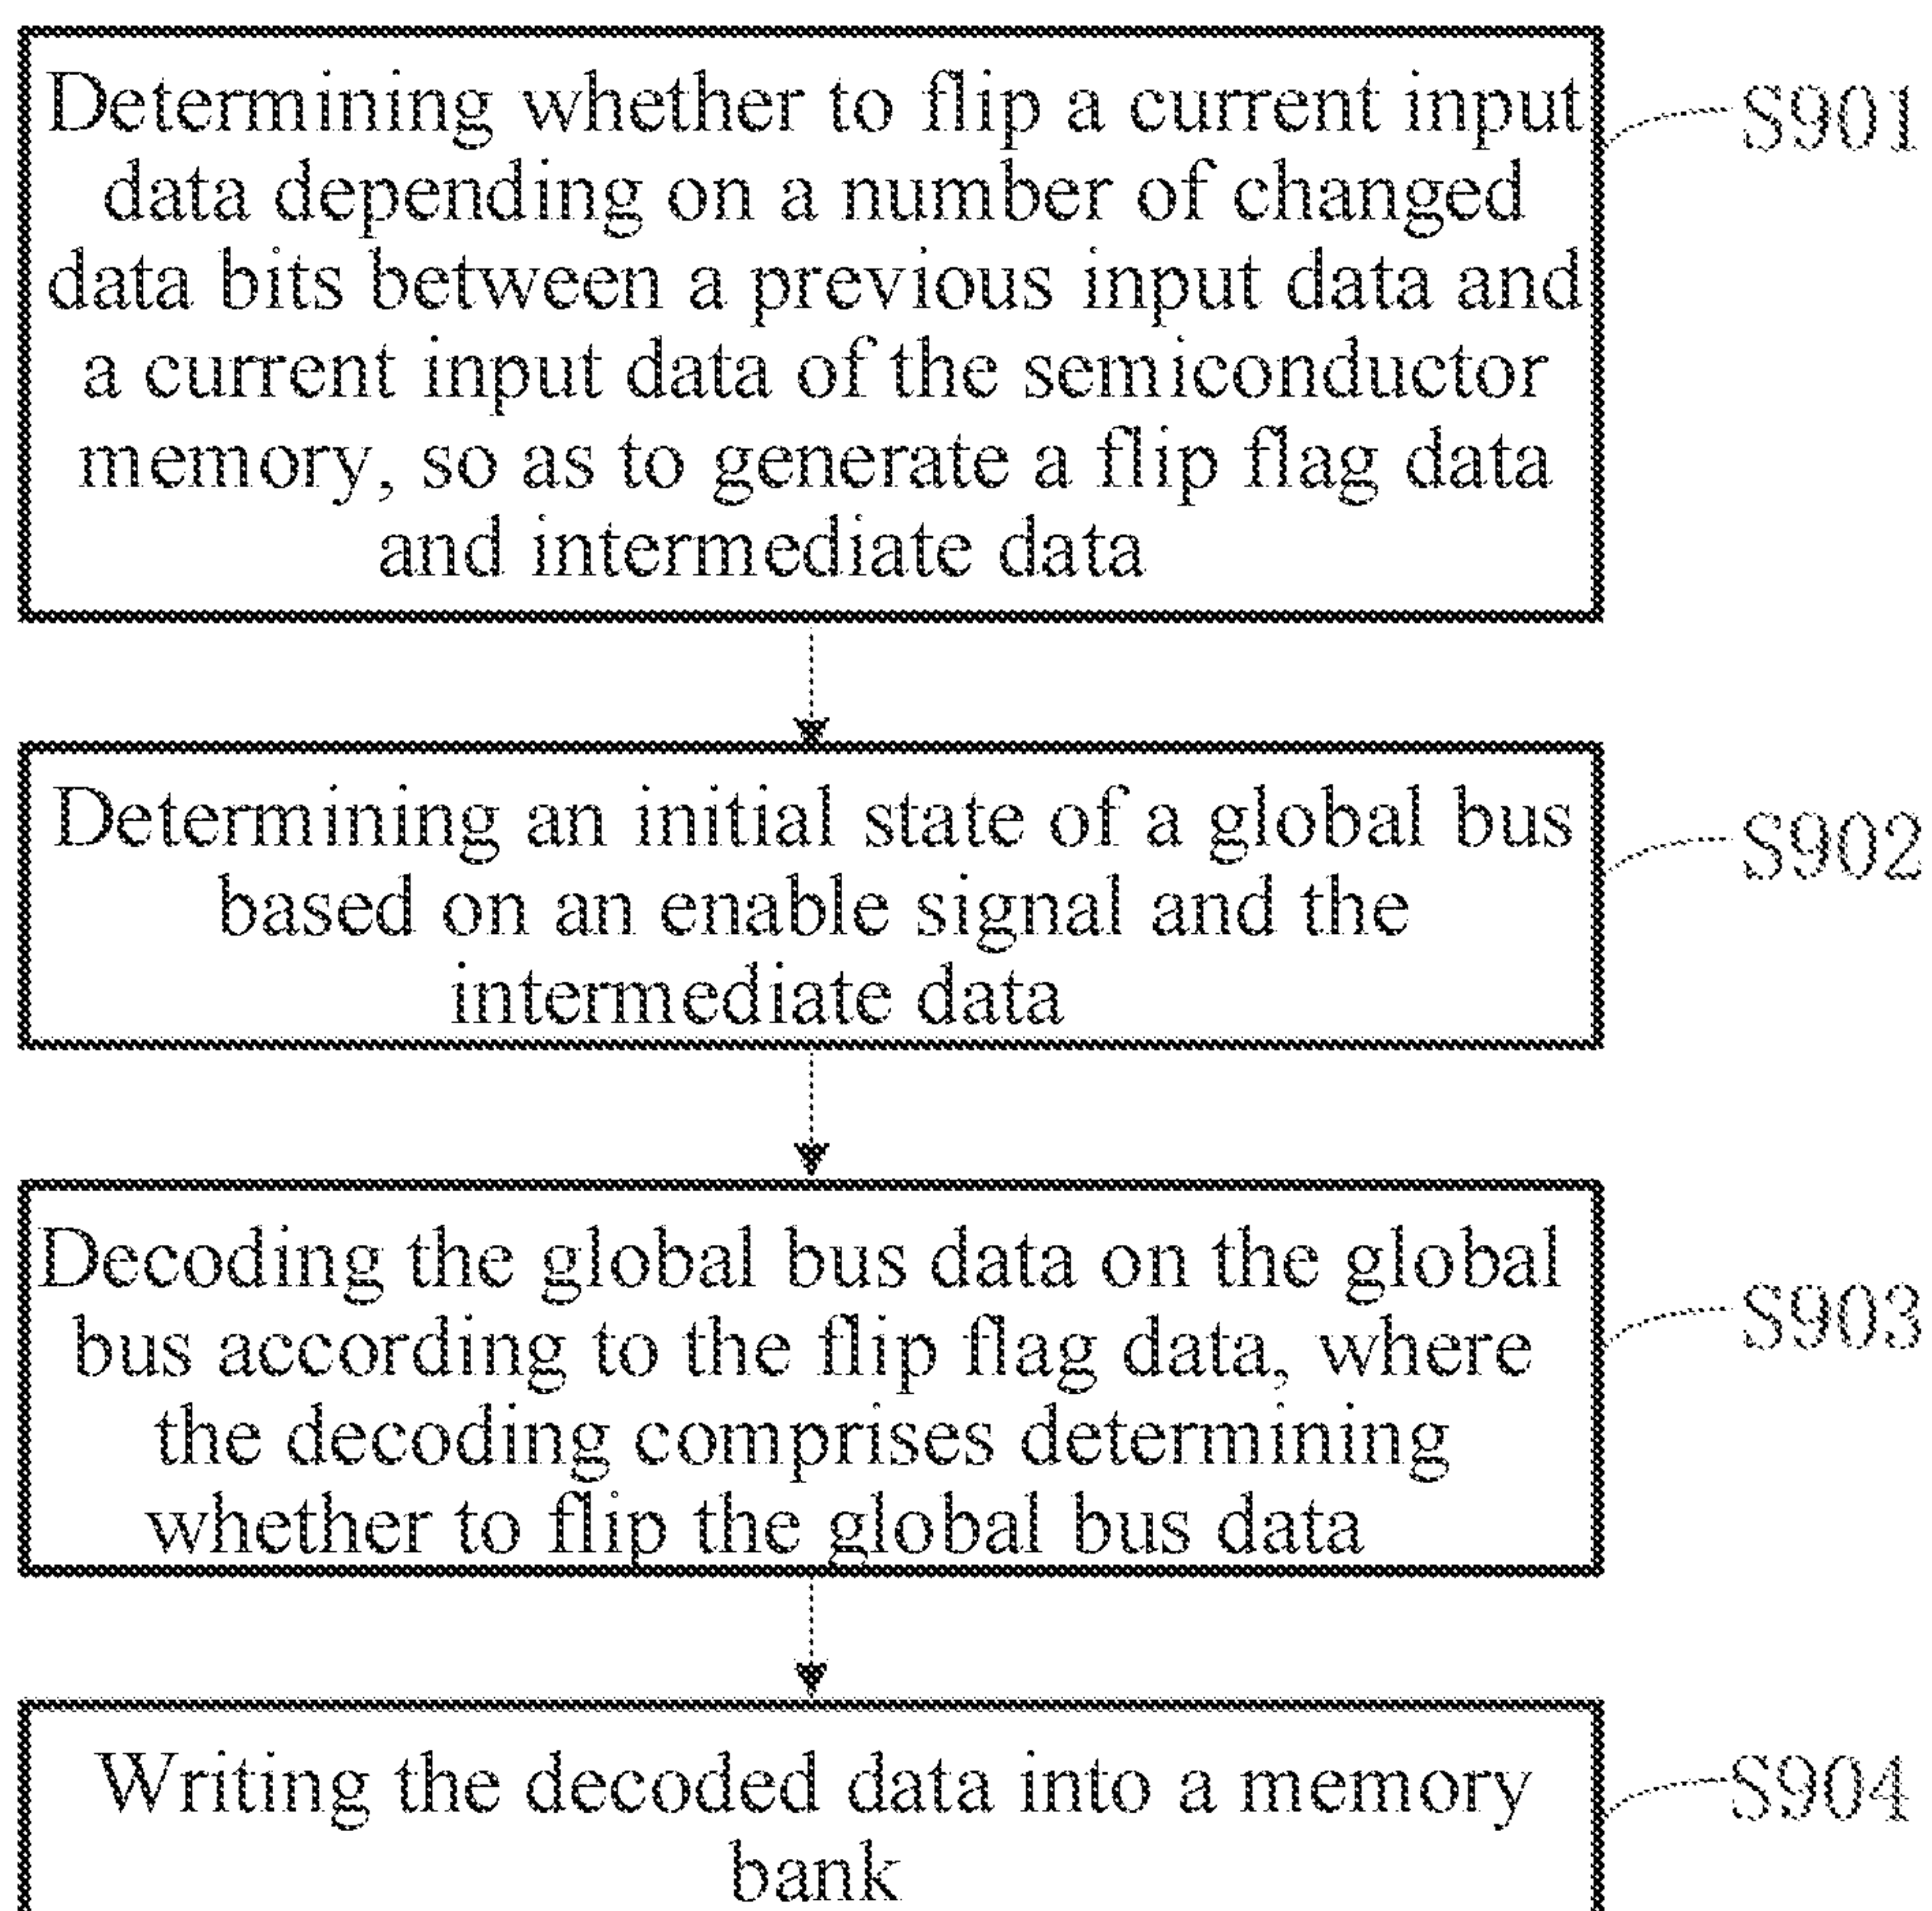 Determining whether to flip a current input
data depending on a number of changed
data bits between a previous input data and
a current input data of the semiconductor
memory, so as to generate a flip flag data
and intermediate data
S901
Determining an initial state of a global bus
based on an enable signal and the
intermediate data
S902
Decoding the global bus data on the global
bus according to the flip flag data, where
the decoding comprises determining
whether to flip the global bus data
S903
Writing the decoded data into a memory
bank
S904